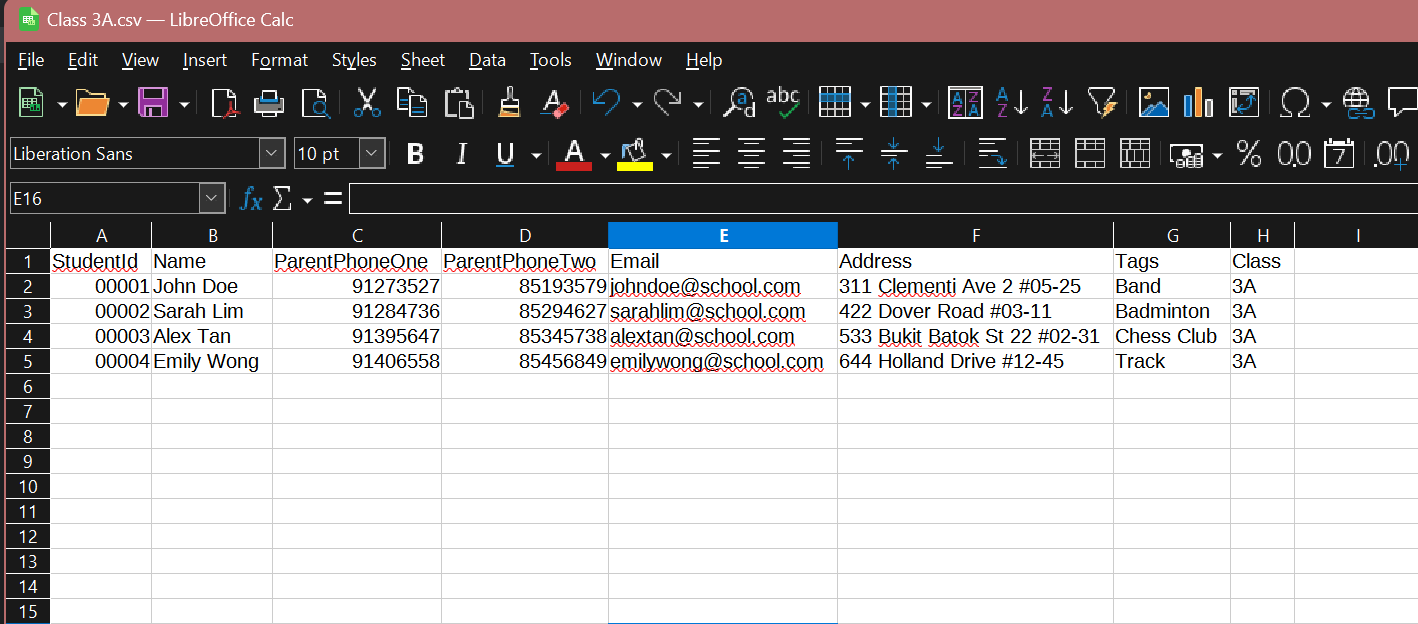 Class 3A.csv — LibreOffice Calc
File Edit View Insert Format Styles Sheet Data Tools Window Help
Liberation Sans 10 pt B I U A % 0.0 7 .00
E16 fx Σ =
A B C D E F G H I
1 StudentId Name ParentPhoneOne ParentPhoneTwo Email Address Tags Class
2 00001 John Doe 91273527 85193579 johndoe@school.com 311 Clementi Ave 2 #05-25 Band 3A
3 00002 Sarah Lim 91284736 85294627 sarahlim@school.com 422 Dover Road #03-11 Badminton 3A
4 00003 Alex Tan 91395647 85345738 alextan@school.com 533 Bukit Batok St 22 #02-31 Chess Club 3A
5 00004 Emily Wong 91406558 85456849 emilywong@school.com 644 Holland Drive #12-45 Track 3A
6
7
8
9
10
11
12
13
14
15